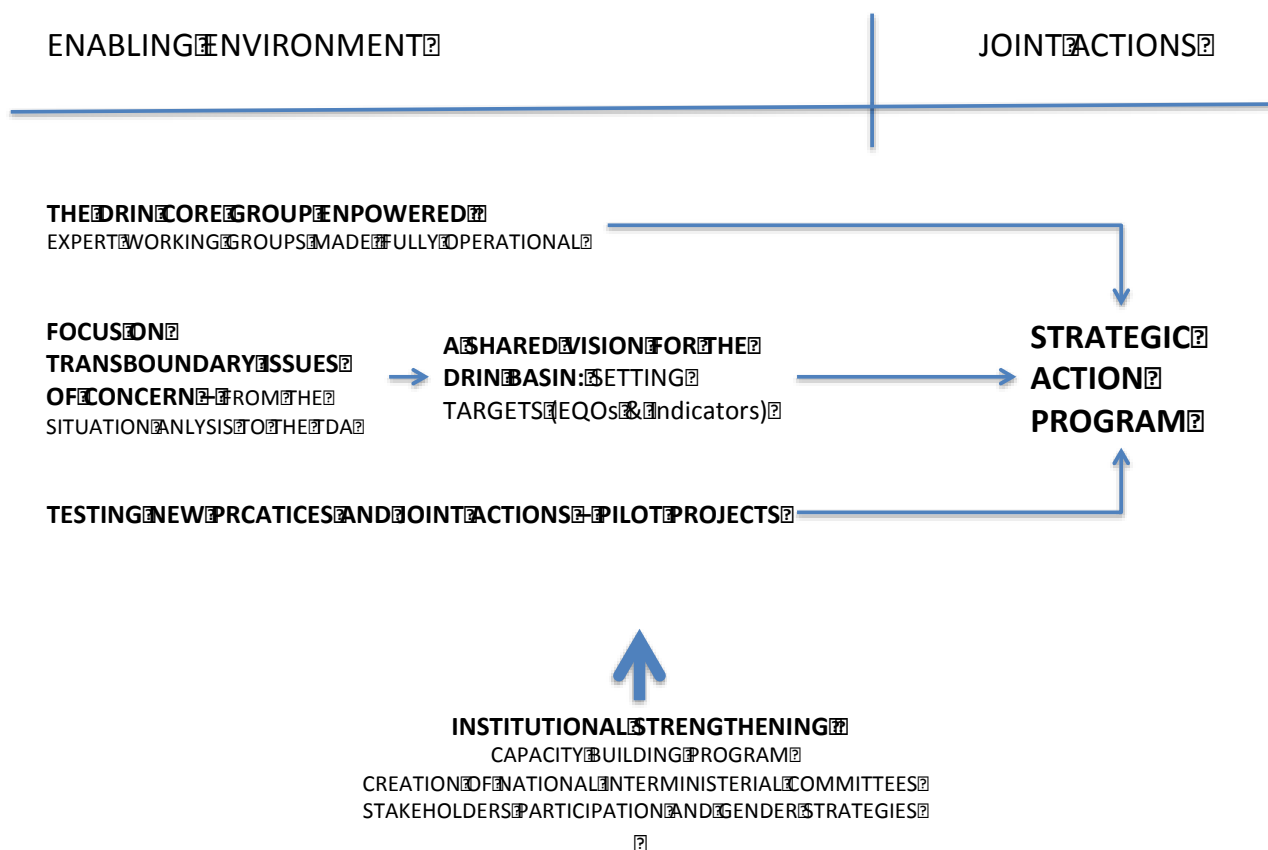 ENABLING ENVIRONMENT
JOINT ACTIONS
THE DRIN CORE GROUP ENPOWERED
EXPERT WORKING GROUPS MADE FULLY OPERATIONAL
FOCUS ON
TRANSBOUNDARY ISSUES
OF CONCERN – FROM THE
SITUATION ANLYSIS TO THE TDA
A SHARED VISION FOR THE
DRIN BASIN: SETTING
TARGETS (EQOs & Indicators)
STRATEGIC
ACTION
PROGRAM
TESTING NEW PRCATICES AND JOINT ACTIONS – PILOT PROJECTS
INSTITUTIONAL STRENGTHENING
CAPACITY BUILDING PROGRAM
CREATION OF NATIONAL INTERMINISTERIAL COMMITTEES
STAKEHOLDERS PARTICIPATION AND GENDER STRATEGIES